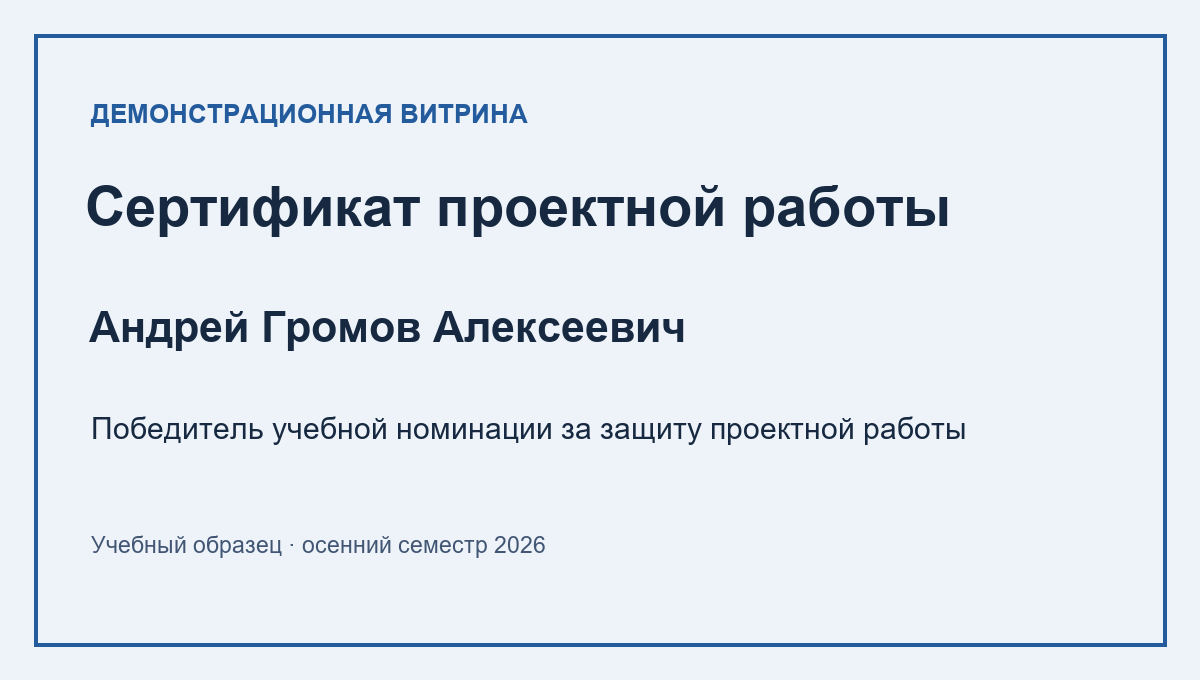 ДЕМОНСТРАЦИОННАЯ ВИТРИНА
Сертификат проектной работы
Андрей Громов Алексеевич
Победитель учебной номинации за защиту проектной работы
Учебный образец · осенний семестр 2026